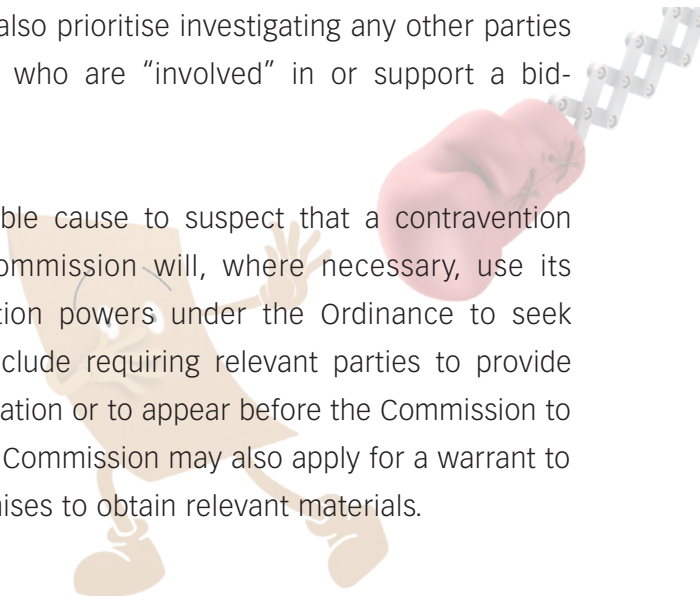 also prioritise investigating any other parties
who are “involved” in or support a bid-
ble cause to suspect that a contravention
ommission will, where necessary, use its
tion powers under the Ordinance to seek
clude requiring relevant parties to provide
ation or to appear before the Commission to
Commission may also apply for a warrant to
ises to obtain relevant materials.